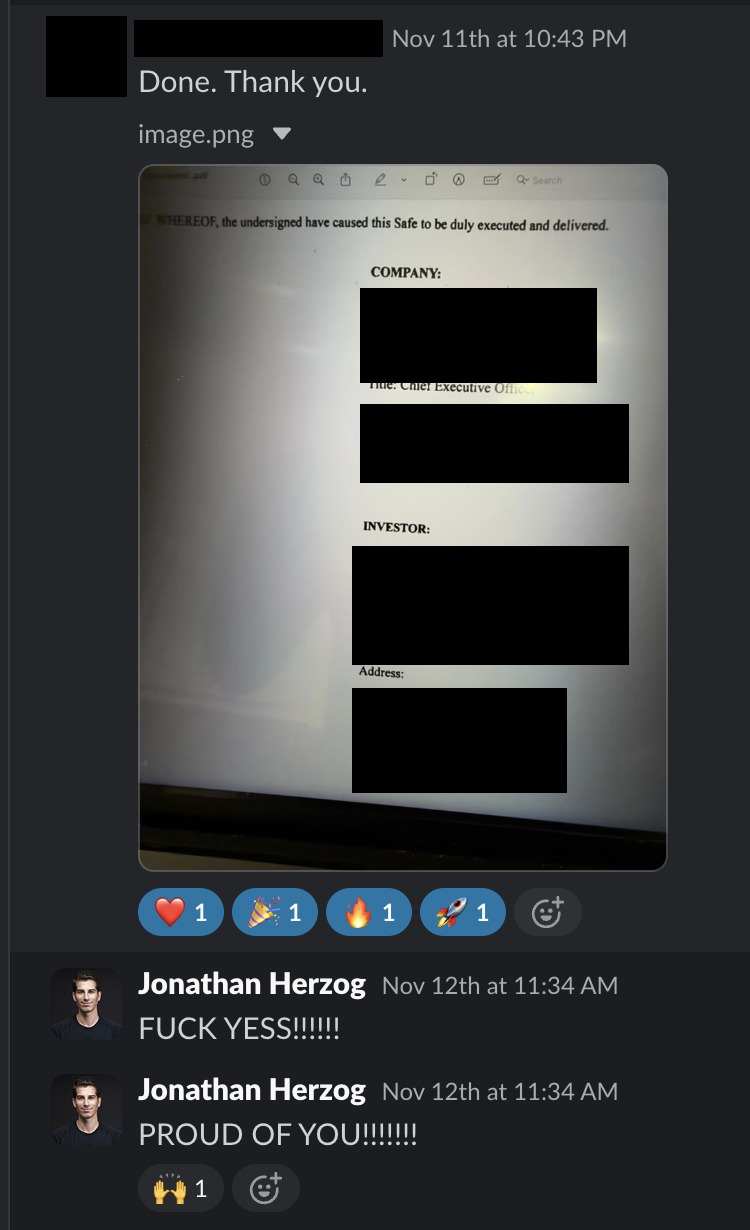 Nov 11th at 10:43 PM
Done. Thank you.
image.png
Search
WHEREOF, the undersigned have caused this Safe to be duly executed and delivered.
COMPANY:
Title: Chief Executive Officer
INVESTOR:
Address:
1 1 1 1
Jonathan Herzog Nov 12th at 11:34 AM
FUCK YESS!!!!!!
Jonathan Herzog Nov 12th at 11:34 AM
PROUD OF YOU!!!!!!!
1